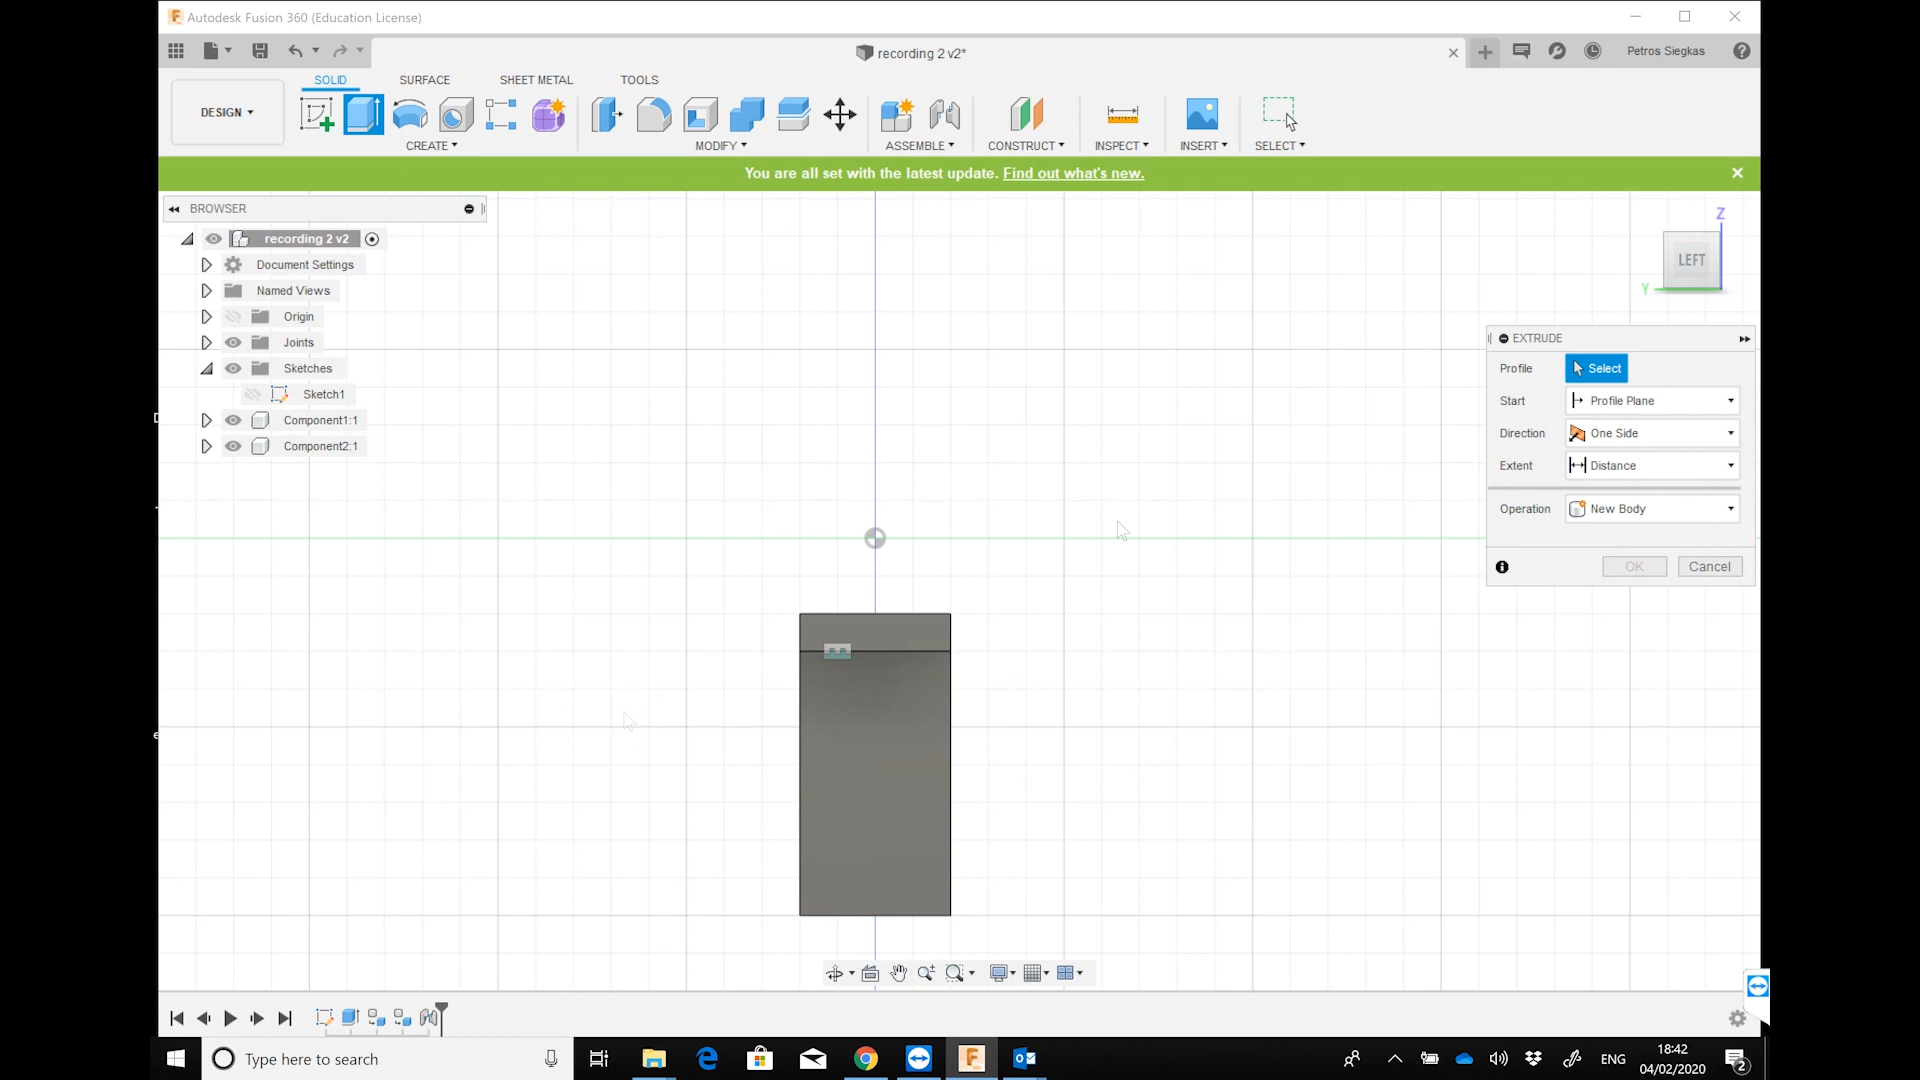 Autodesk Fusion 360 (Education License)
recording 2 v2*
Petros Siegkas
SOLID SURFACE SHEET METAL TOOLS
DESIGN
CREATE MODIFY ASSEMBLE CONSTRUCT INSPECT INSERT SELECT
You are all set with the latest update. Find out what's new.
BROWSER
recording 2 v2
Document Settings
Named Views
Origin
Joints
Sketches
Sketch1
Component1:1
Component2:1
Z
LEFT
Y
EXTRUDE
Profile Select
Start Profile Plane
Direction One Side
Extent Distance
Operation New Body
OK Cancel
Type here to search
ENG
18:42
04/02/2020
2